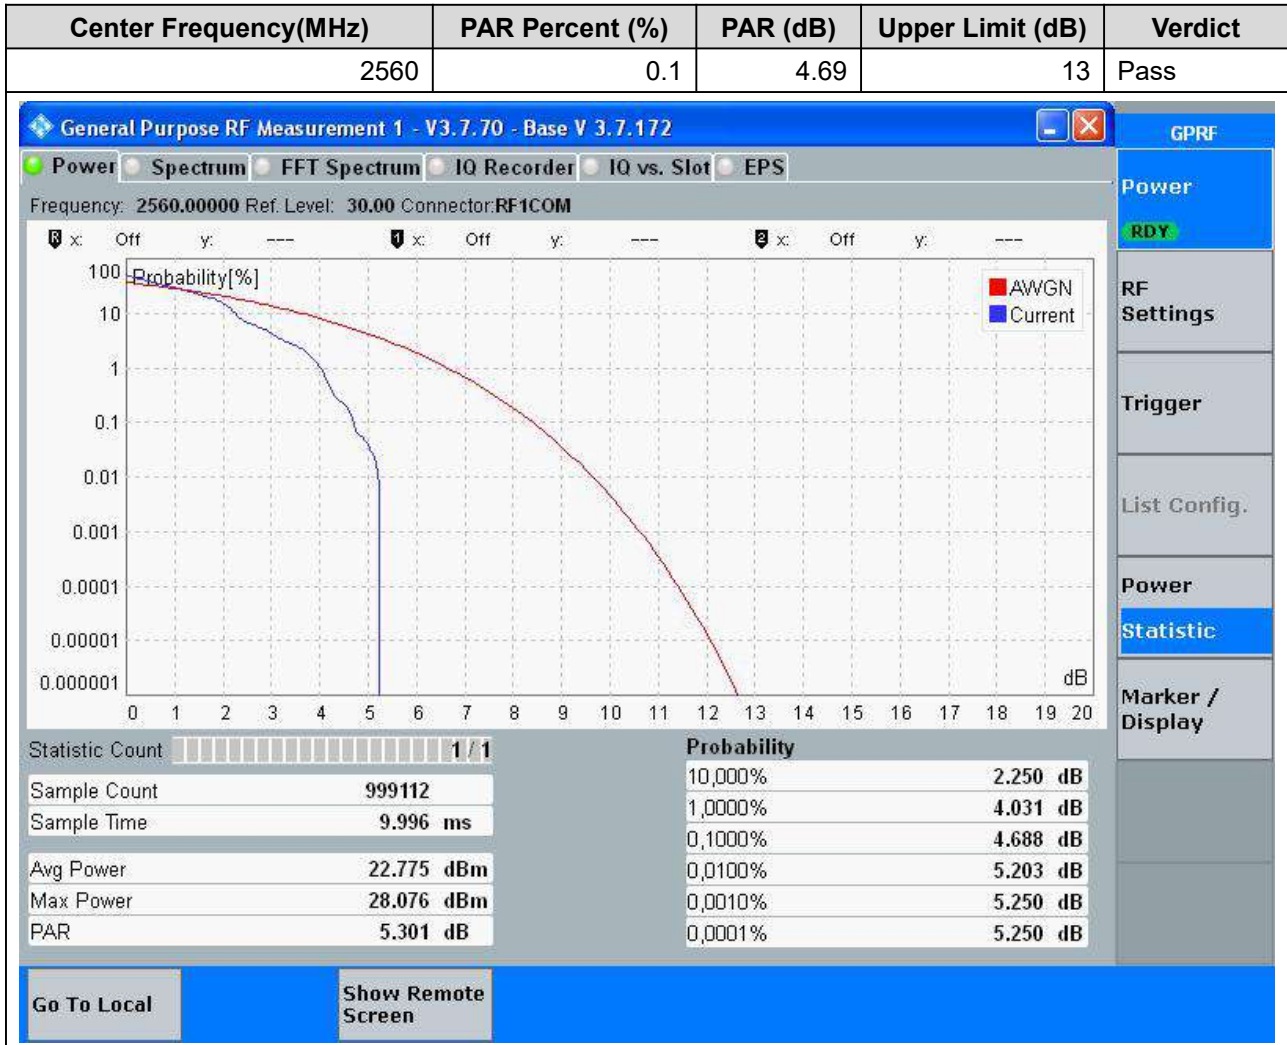 Center Frequency(MHz) PAR Percent (%) PAR (dB) Upper Limit (dB) Verdict
2560 0.1 4.69 13 Pass
General Purpose RF Measurement 1 - V3.7.70 - Base V 3.7.172
GPRF
Power Spectrum FFT Spectrum IQ Recorder IQ vs. Slot EPS
Frequency: 2560.00000 Ref. Level: 30.00 Connector:RF1COM
R x: Off y: --- 1 x: Off y: --- 2 x: Off y: ---
Probability[%]
100
10
1
0.1
0.01
0.001
0.0001
0.00001
0.000001
AWGN
Current
dB
0 1 2 3 4 5 6 7 8 9 10 11 12 13 14 15 16 17 18 19 20
Statistic Count 1 / 1
Sample Count 999112
Sample Time 9.996 ms
Avg Power 22.775 dBm
Max Power 28.076 dBm
PAR 5.301 dB
Probability
10,000% 2.250 dB
1,0000% 4.031 dB
0,1000% 4.688 dB
0,0100% 5.203 dB
0,0010% 5.250 dB
0,0001% 5.250 dB
Power
RDY
RF
Settings
Trigger
List Config.
Power
Statistic
Marker /
Display
Go To Local
Show Remote
Screen